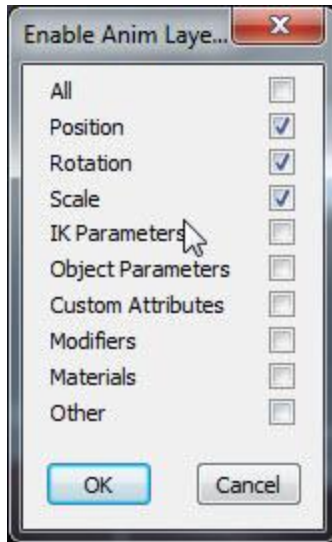 Enable Anim Laye...
All
Position
Rotation
Scale
IK Parameters
Object Parameters
Custom Attributes
Modifiers
Materials
Other
OK
Cancel